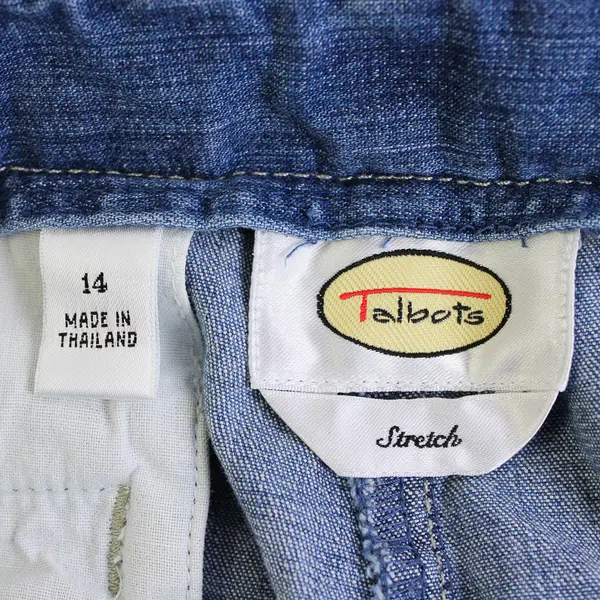 14
MADE IN
THAILAND
Talbots
Stretch